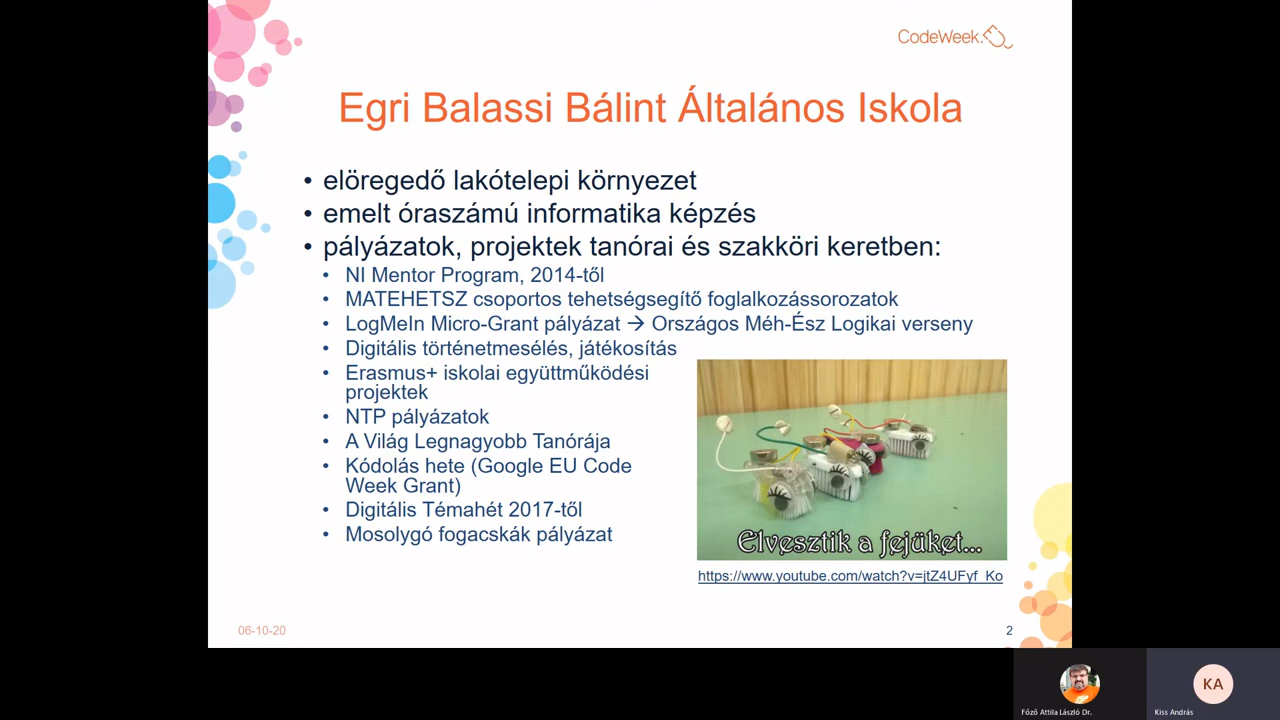 CodeWeek.
Egri Balassi Bálint Általános Iskola
• elöregedő lakótelepi környezet
• emelt óraszámú informatika képzés
• pályázatok, projektek tanórai és szakköri keretben:
• NI Mentor Program, 2014-től
• MATEHETSZ csoportos tehetségsegítő foglalkozássorozatok
• LogMeIn Micro-Grant pályázat → Országos Méh-Ész Logikai verseny
• Digitális történetmesélés, játékosítás
• Erasmus+ iskolai együttműködési
projektek
• NTP pályázatok
• A Világ Legnagyobb Tanórája
• Kódolás hete (Google EU Code
Week Grant)
• Digitális Témahét 2017-től
• Mosolygó fogacskák pályázat
Elvesztik a fejüket...
https://www.youtube.com/watch?v=jtZ4UFyf_Ko
06-10-20
2
Főző Attila László Dr.
KA
Kiss András